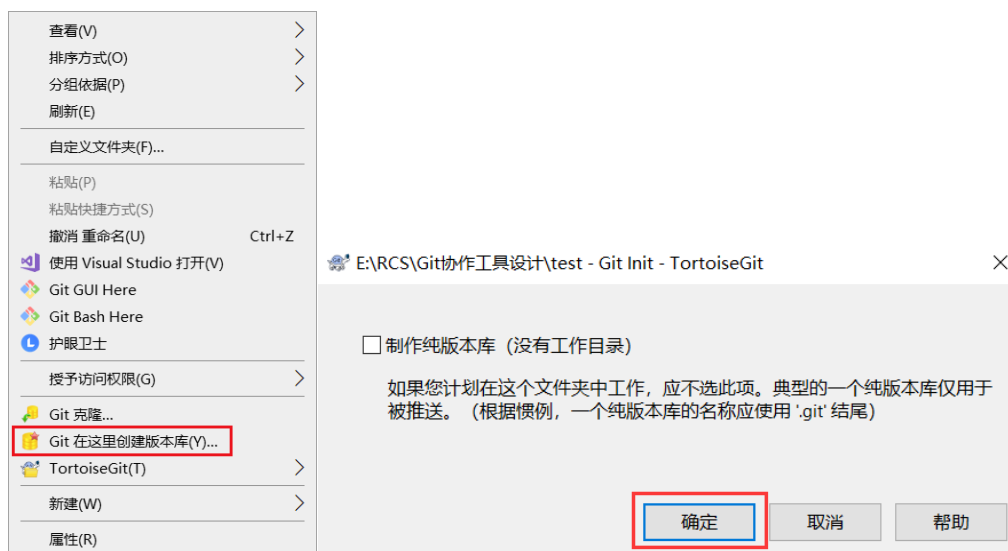 查看(V)
排序方式(O)
分组依据(P)
刷新(E)
自定义文件夹(F)...
粘贴(P)
粘贴快捷方式(S)
撤消 重命名(U) Ctrl+Z
使用 Visual Studio 打开(V)
Git GUI Here
Git Bash Here
护眼卫士
授予访问权限(G)
Git 克隆...
Git 在这里创建版本库(Y)...
TortoiseGit(T)
新建(W)
属性(R)
E:\RCS\Git协作工具设计\test - Git Init - TortoiseGit
制作纯版本库（没有工作目录）
如果您计划在这个文件夹中工作，应不选此项。典型的一个纯版本库仅用于
被推送。（根据惯例，一个纯版本库的名称应使用 '.git' 结尾）
确定 取消 帮助